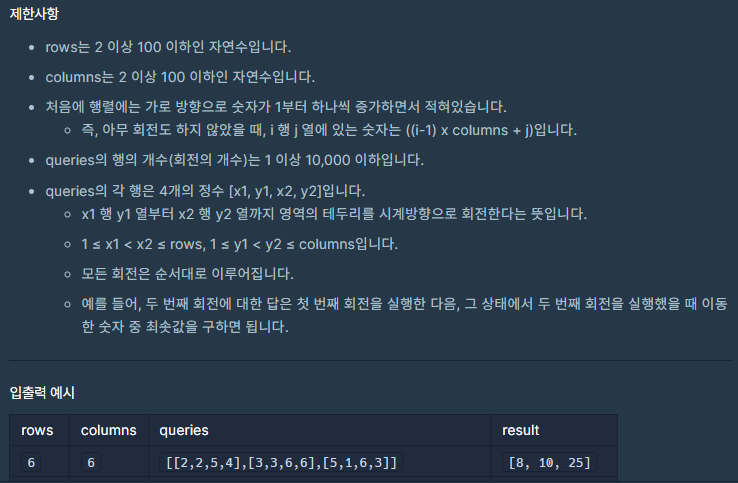 제한사항
rows는 2 이상 100 이하인 자연수입니다.
columns는 2 이상 100 이하인 자연수입니다.
처음에 행렬에는 가로 방향으로 숫자가 1부터 하나씩 증가하면서 적혀있습니다.
즉, 아무 회전도 하지 않았을 때, i 행 j 열에 있는 숫자는 ((i-1) x columns + j)입니다.
queries의 행의 개수(회전의 개수)는 1 이상 10,000 이하입니다.
queries의 각 행은 4개의 정수 [x1, y1, x2, y2]입니다.
x1 행 y1 열부터 x2 행 y2 열까지 영역의 테두리를 시계방향으로 회전한다는 뜻입니다.
1 ≤ x1 < x2 ≤ rows, 1 ≤ y1 < y2 ≤ columns입니다.
모든 회전은 순서대로 이루어집니다.
예를 들어, 두 번째 회전에 대한 답은 첫 번째 회전을 실행한 다음, 그 상태에서 두 번째 회전을 실행했을 때 이동
한 숫자 중 최솟값을 구하면 됩니다.
입출력 예시
rows columns queries result
6 6 [[2,2,5,4],[3,3,6,6],[5,1,6,3]] [8, 10, 25]